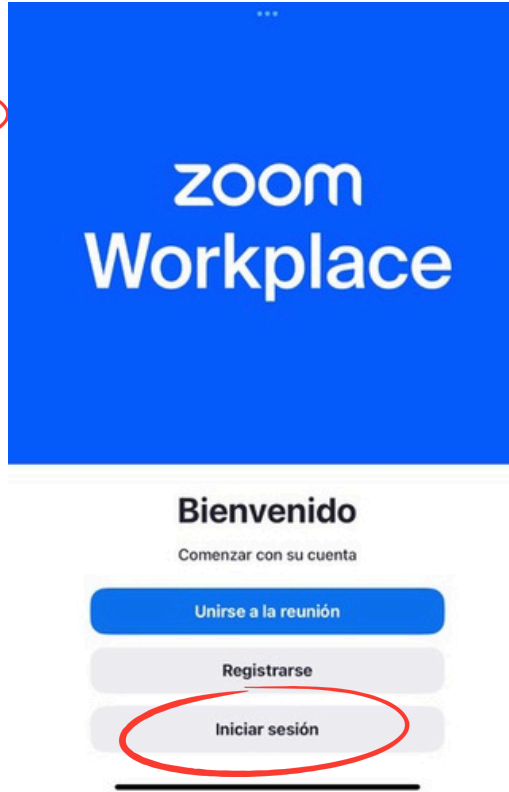 zoom
Workplace
Bienvenido
Comenzar con su cuenta
Unirse a la reunión
Registrarse
Iniciar sesión